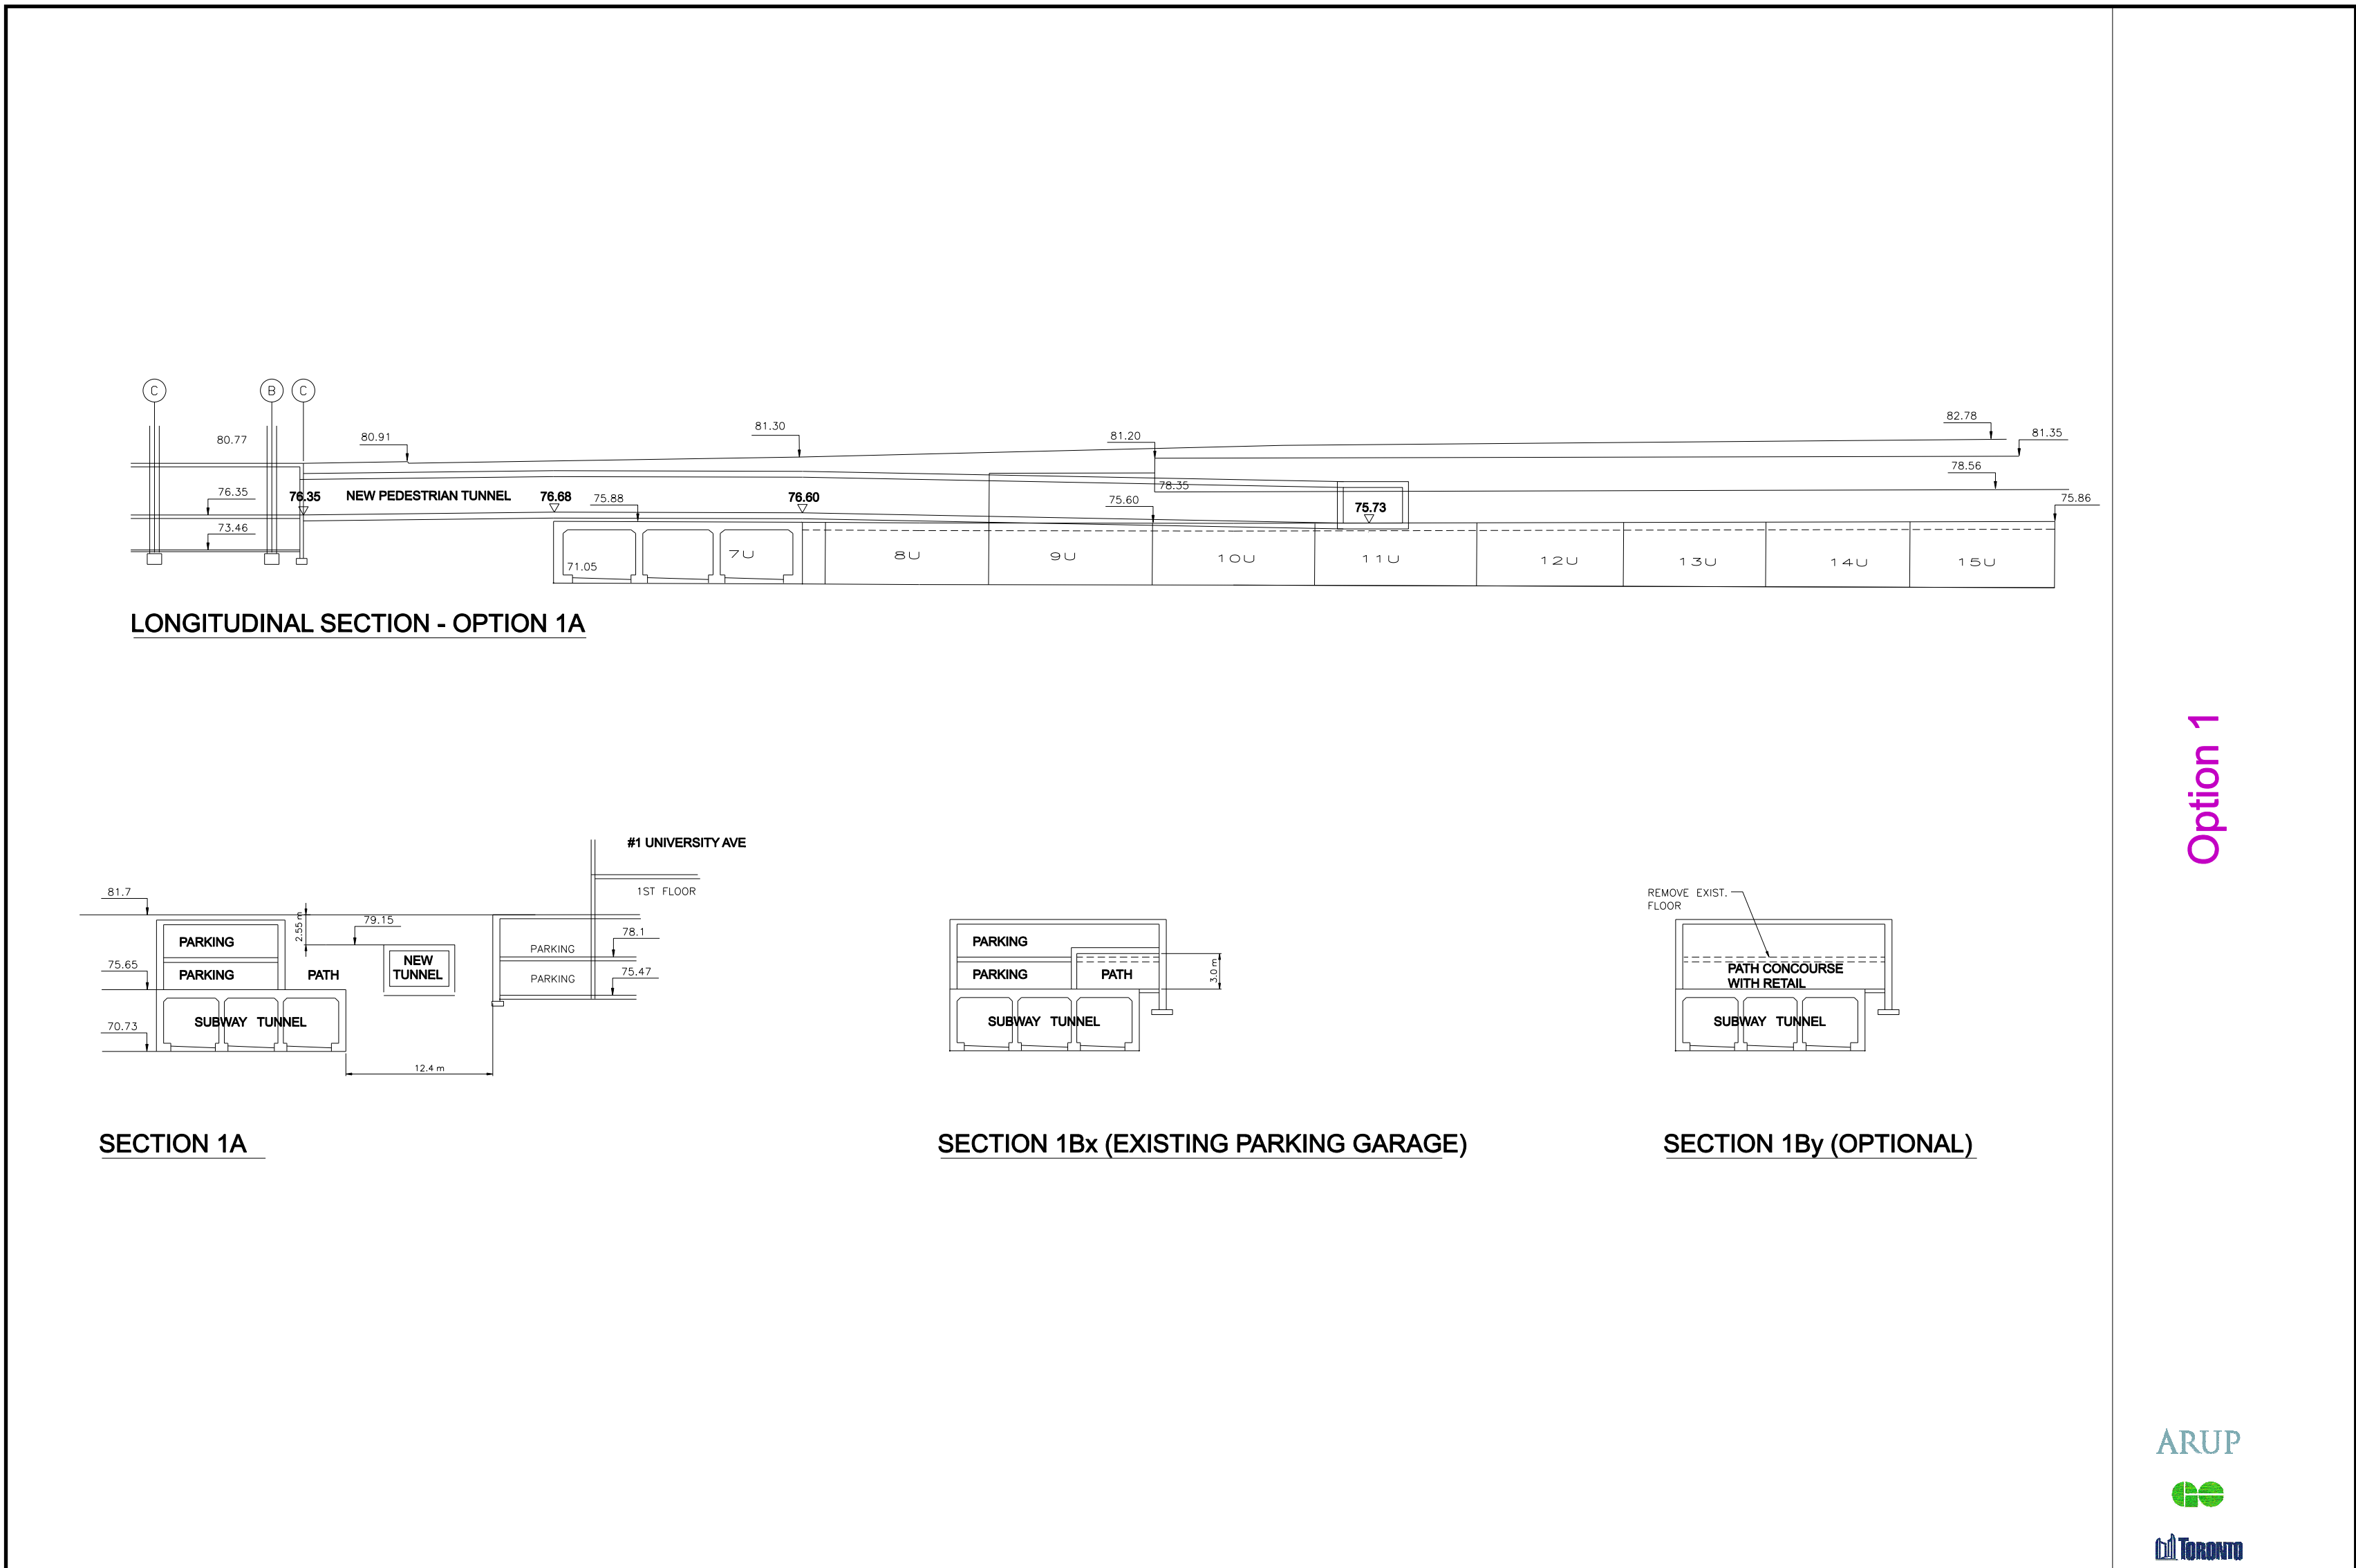 C
B
C
80.77
80.91
81.30
81.20
82.78
81.35
76.35
76.35
NEW PEDESTRIAN TUNNEL
76.68
75.88
76.60
75.60
78.35
75.73
78.56
75.86
73.46
71.05
7U
8U
9U
10U
11U
12U
13U
14U
15U
LONGITUDINAL SECTION - OPTION 1A
#1 UNIVERSITY AVE
1ST FLOOR
81.7
2.55 m
79.15
78.1
PARKING
PARKING
PATH
NEW
TUNNEL
PARKING
PARKING
75.65
75.47
SUBWAY TUNNEL
70.73
12.4 m
SECTION 1A
PARKING
PARKING
PATH
3.0 m
SUBWAY TUNNEL
SECTION 1Bx (EXISTING PARKING GARAGE)
REMOVE EXIST.
FLOOR
PATH CONCOURSE
WITH RETAIL
SUBWAY TUNNEL
SECTION 1By (OPTIONAL)
Option 1
ARUP
GO
TORONTO